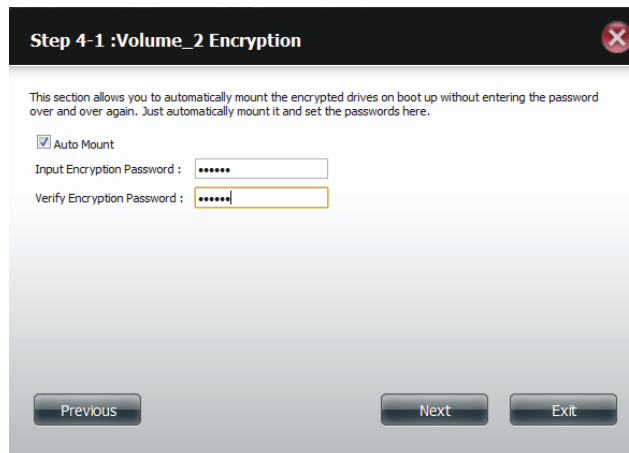 Step 4-1 :Volume_2 Encryption
This section allows you to automatically mount the encrypted drives on boot up without entering the password
over and over again. Just automatically mount it and set the passwords here.
Auto Mount
Input Encryption Password : ••••••
Verify Encryption Password : ••••••
Previous Next Exit